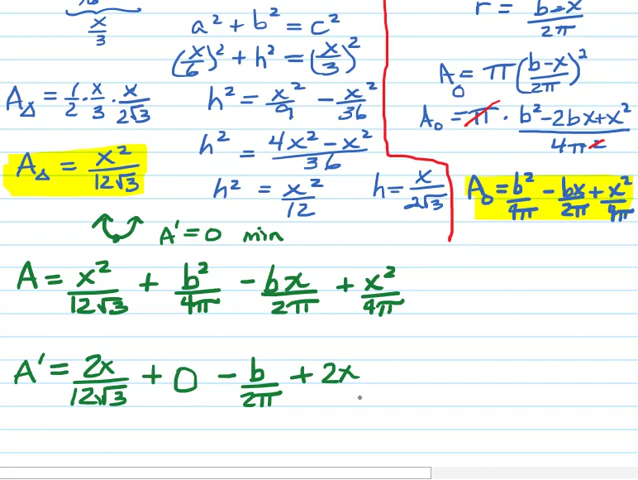 x/3
a² + b² = c²
(x/6)² + h² = (x/3)²
A△ = 1/2 · x/3 · x/2√3
h² = x²/9 − x²/36
h² = 4x² − x²/36
A△ = x²/12√3
h² = x²/12
h = x/2√3
r = b−x/2π
A○ = π(b−x/2π)²
A○ = π · b² − 2bx + x²/4π²
A○ = b²/4π − bx/2π + x²/4π
A' = 0 min
A = x²/12√3 + b²/4π − bx/2π + x²/4π
A' = 2x/12√3 + 0 − b/2π + 2x